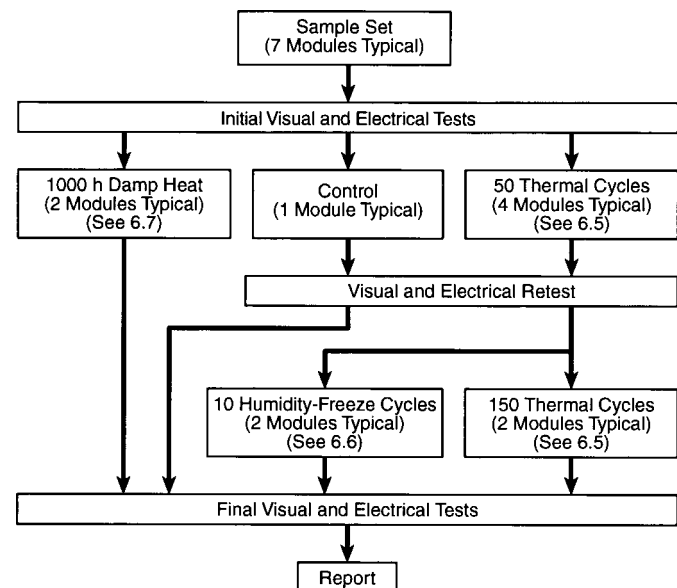 Sample Set
(7 Modules Typical)
Initial Visual and Electrical Tests
1000 h Damp Heat
(2 Modules Typical)
(See 6.7)
Control
(1 Module Typical)
50 Thermal Cycles
(4 Modules Typical)
(See 6.5)
Visual and Electrical Retest
10 Humidity-Freeze Cycles
(2 Modules Typical)
(See 6.6)
150 Thermal Cycles
(2 Modules Typical)
(See 6.5)
Final Visual and Electrical Tests
Report